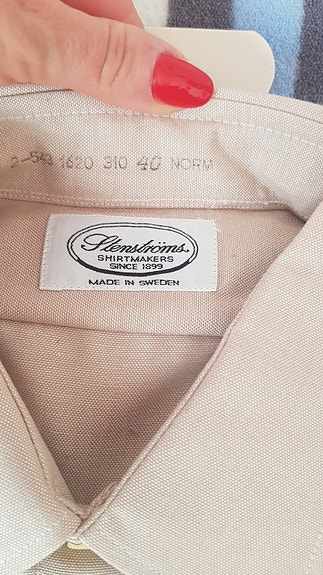 2-543 1620 310 40 NORM
Stenströms
SHIRTMAKERS
SINCE 1899
MADE IN SWEDEN